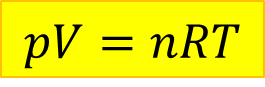 pV = nRT